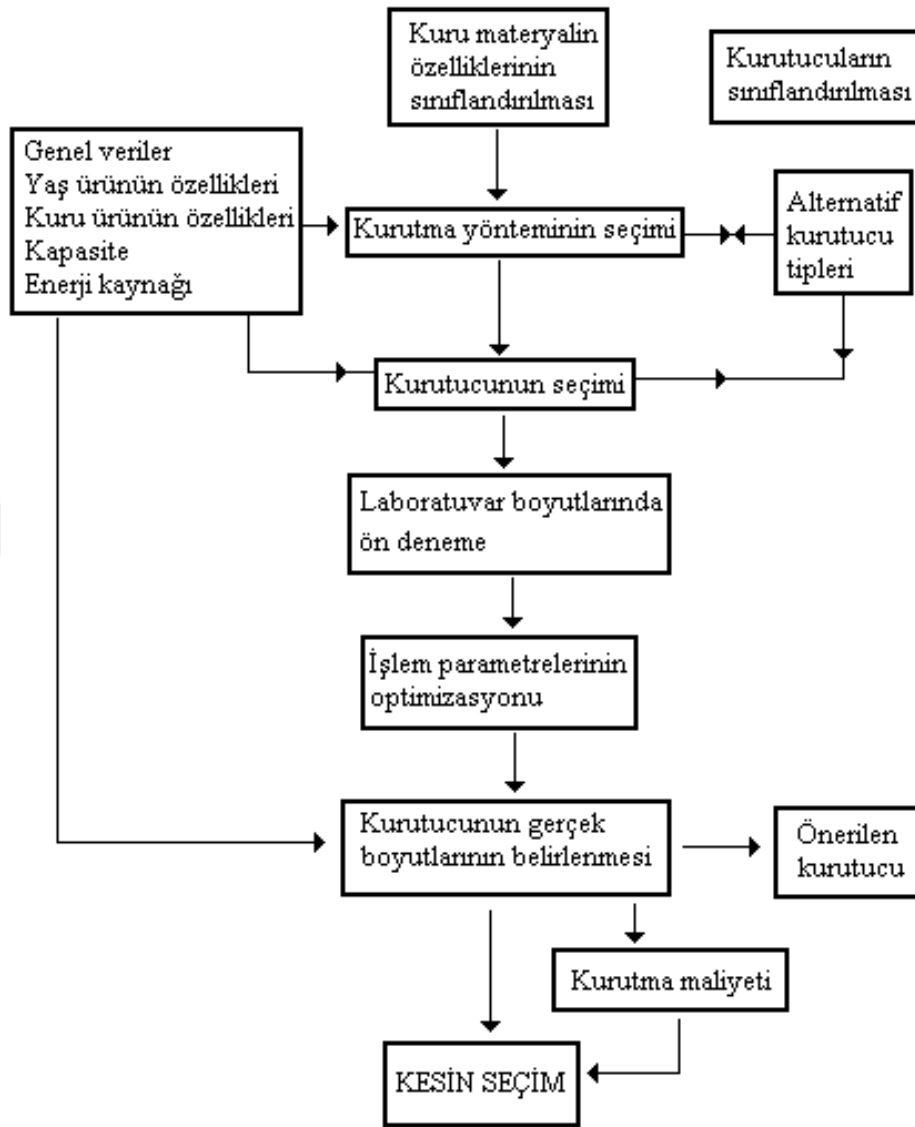 Kuru materyalin
özelliklerinin
sınıflandırılması
Kurutucuların
sınıflandırılması
Genel veriler
Yaş ürünün özellikleri
Kuru ürünün özellikleri
Kapasite
Enerji kaynağı
Kurutma yönteminin seçimi
Alternatif
kurutucu
tipleri
Kurutucunun seçimi
Laboratuvar boyutlarında
ön deneme
İşlem parametrelerinin
optimizasyonu
Kurutucunun gerçek
boyutlarının belirlenmesi
Önerilen
kurutucu
Kurutma maliyeti
KESİN SEÇİM